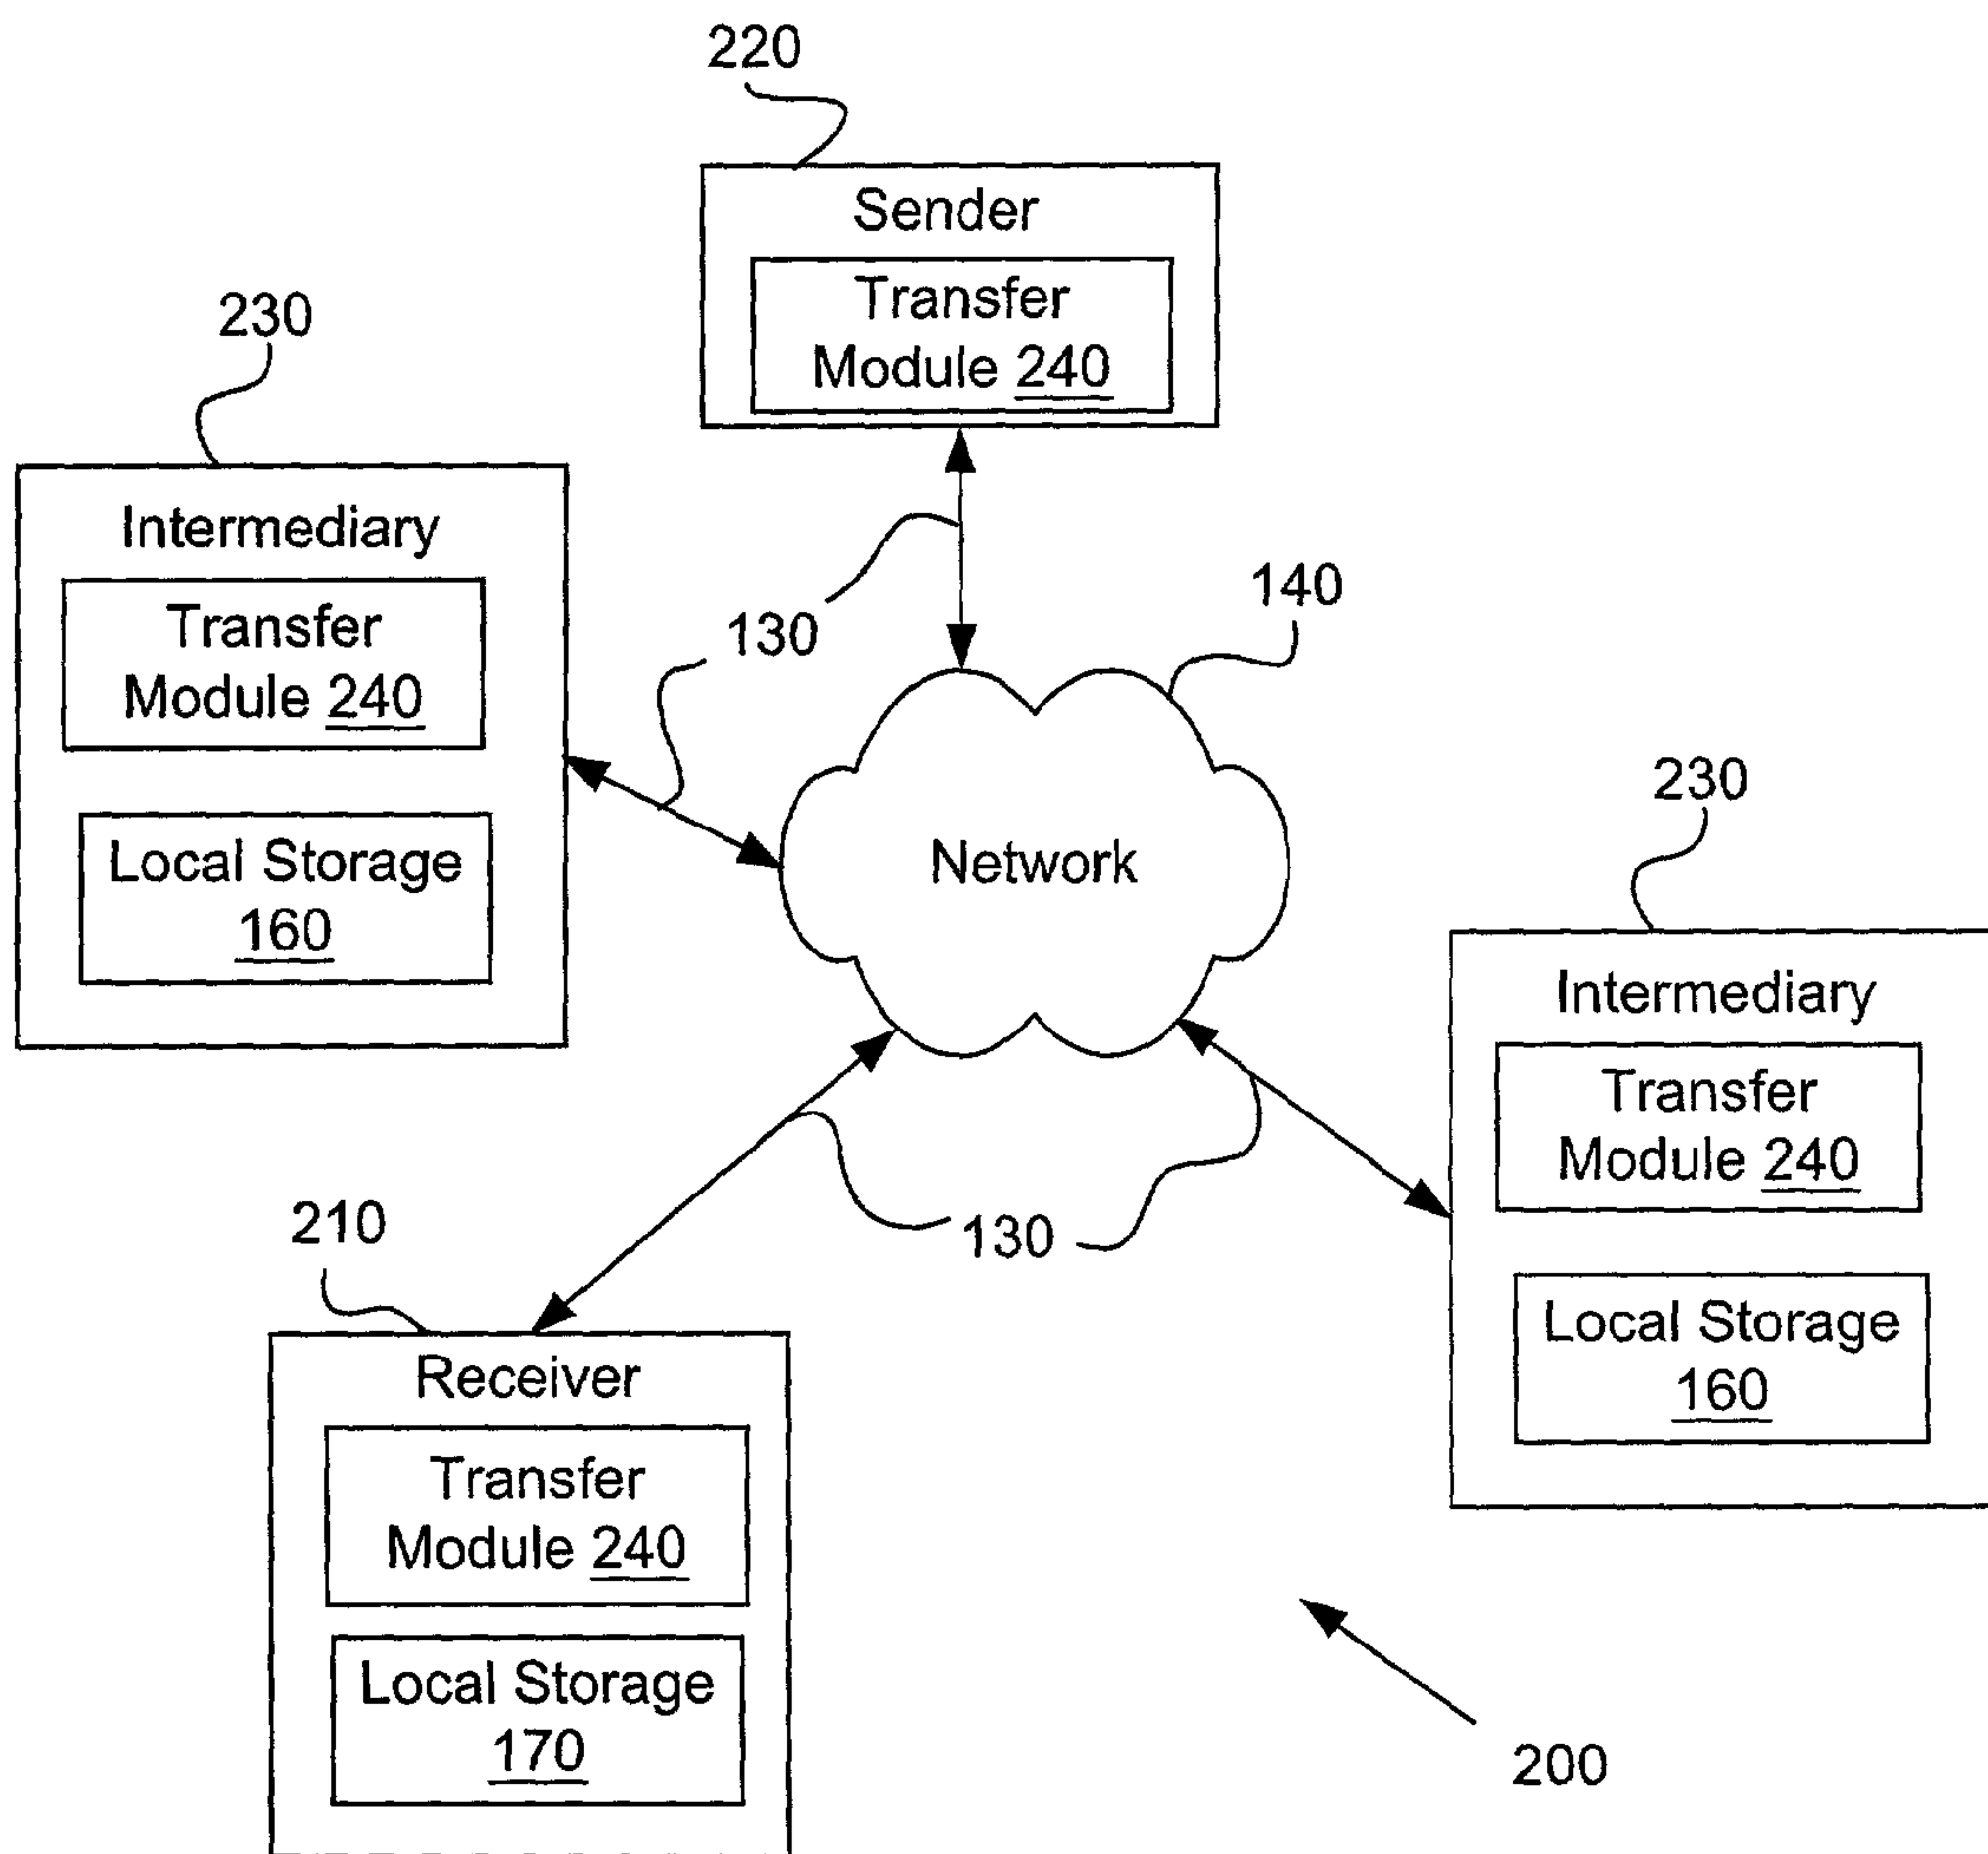 220
Sender
Transfer
Module 240
230
Intermediary
Transfer
Module 240
Local Storage
160
130
140
Network
230
Intermediary
Transfer
Module 240
Local Storage
160
130
210
Receiver
Transfer
Module 240
Local Storage
170
200